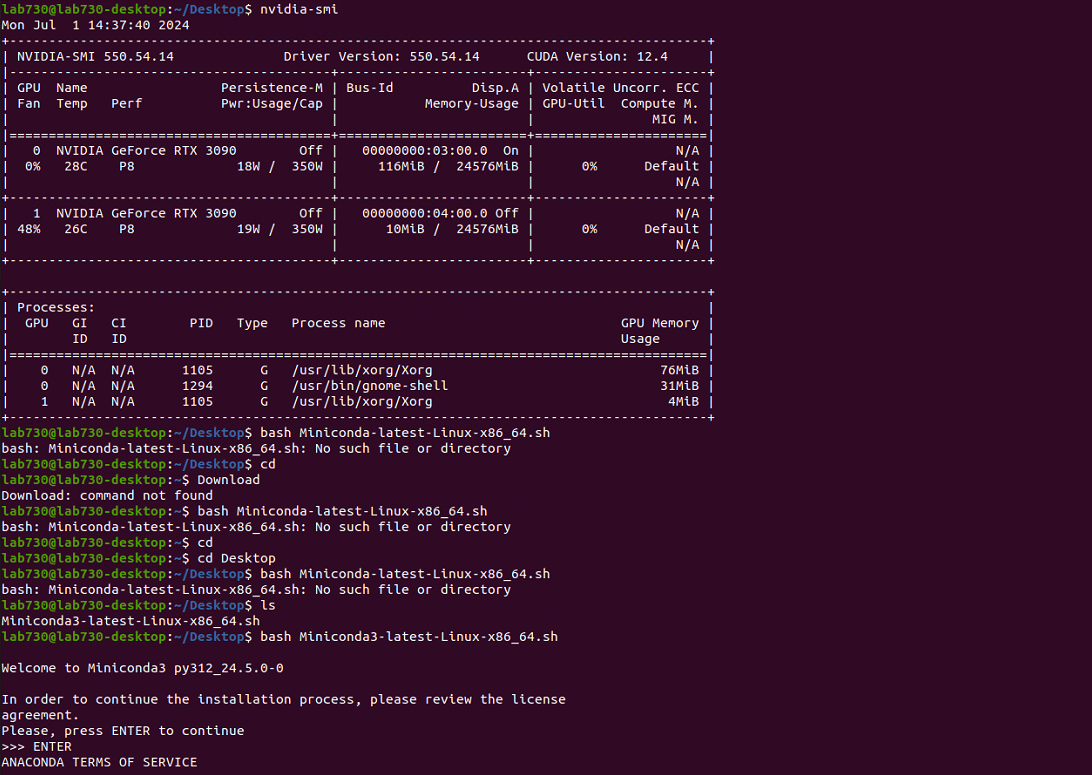 lab730@lab730-desktop:~/Desktop$ nvidia-smi
Mon Jul  1 14:37:40 2024
+-----------------------------------------------------------------------------------------+
| NVIDIA-SMI 550.54.14              Driver Version: 550.54.14      CUDA Version: 12.4     |
|-----------------------------------------+------------------------+----------------------+
| GPU  Name                 Persistence-M | Bus-Id          Disp.A | Volatile Uncorr. ECC |
| Fan  Temp   Perf          Pwr:Usage/Cap |           Memory-Usage | GPU-Util  Compute M. |
|                                         |                        |               MIG M. |
|=========================================+========================+======================|
|   0  NVIDIA GeForce RTX 3090        Off |   00000000:03:00.0  On |                  N/A |
|  0%   28C    P8             18W /  350W |     116MiB /  24576MiB |      0%      Default |
|                                         |                        |                  N/A |
+-----------------------------------------+------------------------+----------------------+
|   1  NVIDIA GeForce RTX 3090        Off |   00000000:04:00.0 Off |                  N/A |
| 48%   26C    P8             19W /  350W |      10MiB /  24576MiB |      0%      Default |
|                                         |                        |                  N/A |
+-----------------------------------------+------------------------+----------------------+

+-----------------------------------------------------------------------------------------+
| Processes:                                                                              |
|  GPU   GI   CI        PID   Type   Process name                              GPU Memory |
|        ID   ID                                                               Usage      |
|=========================================================================================|
|    0   N/A  N/A      1105      G   /usr/lib/xorg/Xorg                             76MiB |
|    0   N/A  N/A      1294      G   /usr/bin/gnome-shell                           31MiB |
|    1   N/A  N/A      1105      G   /usr/lib/xorg/Xorg                              4MiB |
+-----------------------------------------------------------------------------------------+
lab730@lab730-desktop:~/Desktop$ bash Miniconda-latest-Linux-x86_64.sh
bash: Miniconda-latest-Linux-x86_64.sh: No such file or directory
lab730@lab730-desktop:~/Desktop$ cd
lab730@lab730-desktop:~$ Download
Download: command not found
lab730@lab730-desktop:~$ bash Miniconda-latest-Linux-x86_64.sh
bash: Miniconda-latest-Linux-x86_64.sh: No such file or directory
lab730@lab730-desktop:~$ cd
lab730@lab730-desktop:~$ cd Desktop
lab730@lab730-desktop:~/Desktop$ bash Miniconda-latest-Linux-x86_64.sh
bash: Miniconda-latest-Linux-x86_64.sh: No such file or directory
lab730@lab730-desktop:~/Desktop$ ls
Miniconda3-latest-Linux-x86_64.sh
lab730@lab730-desktop:~/Desktop$ bash Miniconda3-latest-Linux-x86_64.sh

Welcome to Miniconda3 py312_24.5.0-0

In order to continue the installation process, please review the license
agreement.
Please, press ENTER to continue
>>> ENTER
ANACONDA TERMS OF SERVICE